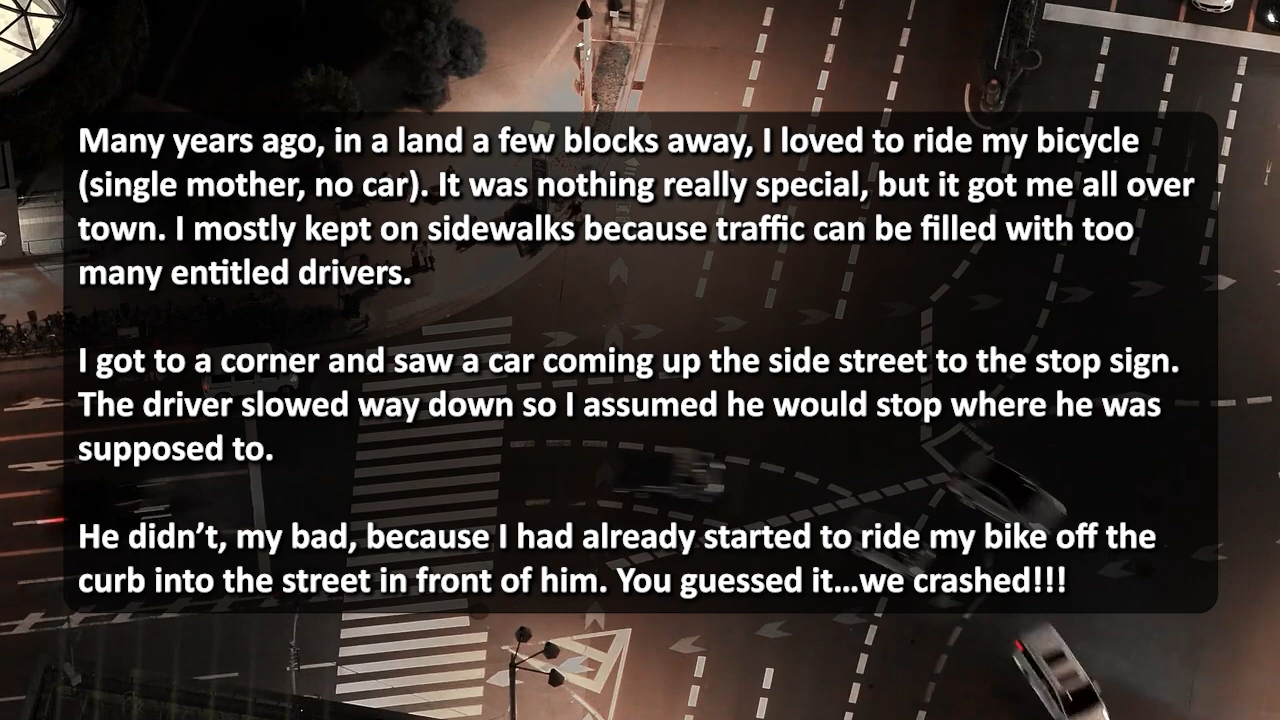 Many years ago, in a land a few blocks away, I loved to ride my bicycle
(single mother, no car). It was nothing really special, but it got me all over
town. I mostly kept on sidewalks because traffic can be filled with too
many entitled drivers.
I got to a corner and saw a car coming up the side street to the stop sign.
The driver slowed way down so I assumed he would stop where he was
supposed to.
He didn’t, my bad, because I had already started to ride my bike off the
curb into the street in front of him. You guessed it…we crashed!!!